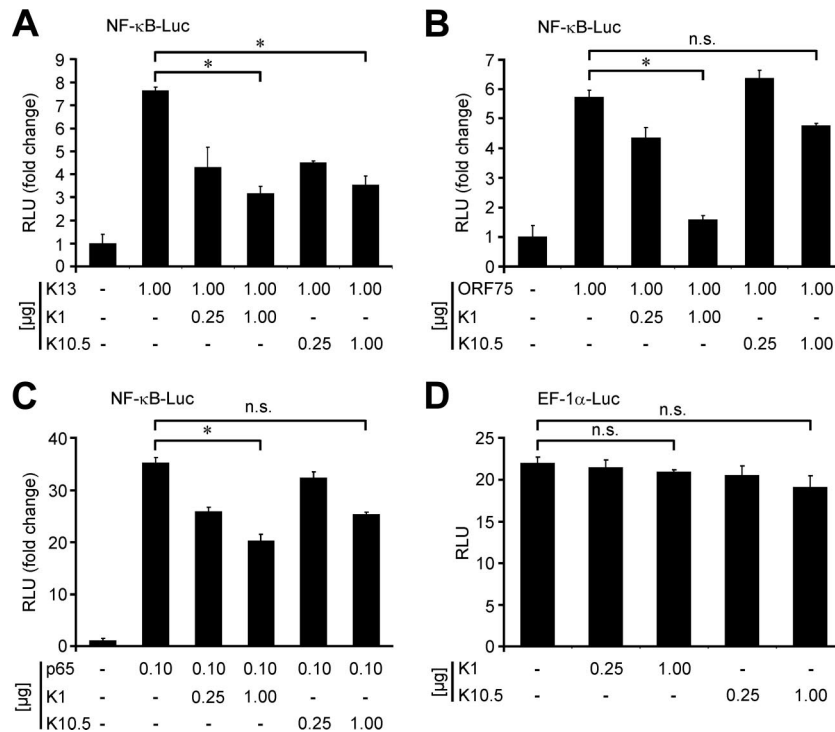 A
NF-κB-Luc
*
*
RLU (fold change)
9
8
7
6
5
4
3
2
1
0
[µg]
K13 - 1.00 1.00 1.00 1.00 1.00
K1 - - 0.25 1.00 - -
K10.5 - - - - 0.25 1.00
B
NF-κB-Luc
n.s.
*
RLU (fold change)
7
6
5
4
3
2
1
0
[µg]
ORF75 - 1.00 1.00 1.00 1.00 1.00
K1 - - 0.25 1.00 - -
K10.5 - - - - 0.25 1.00
C
NF-κB-Luc
n.s.
*
RLU (fold change)
40
30
20
10
0
[µg]
p65 - 0.10 0.10 0.10 0.10 0.10
K1 - - 0.25 1.00 - -
K10.5 - - - - 0.25 1.00
D
EF-1α-Luc
n.s.
n.s.
RLU
25
20
15
10
5
0
[µg]
K1 - 0.25 1.00 - -
K10.5 - - - 0.25 1.00